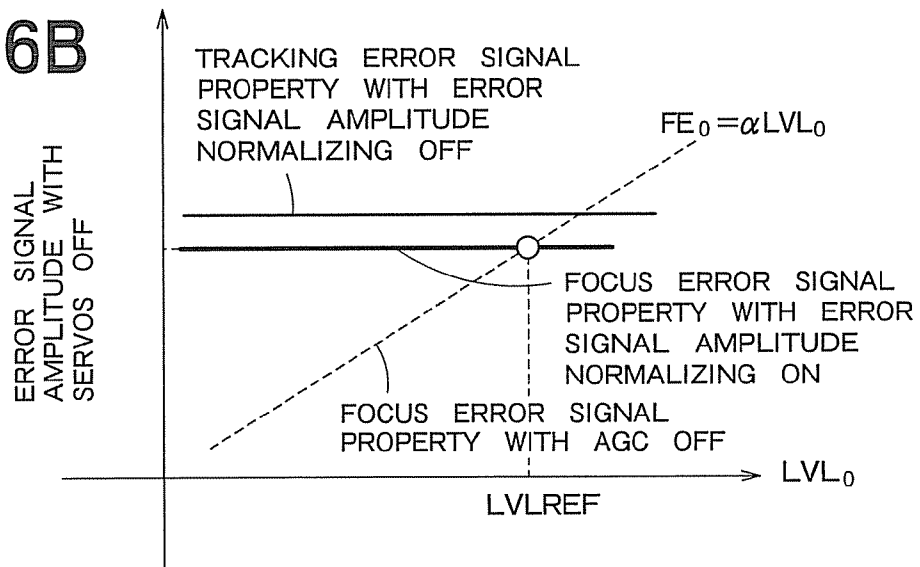 6B
TRACKING ERROR SIGNAL
PROPERTY WITH ERROR
SIGNAL AMPLITUDE
NORMALIZING OFF
FE₀=αLVL₀
ERROR SIGNAL
AMPLITUDE WITH
SERVOS OFF
FOCUS ERROR SIGNAL
PROPERTY WITH ERROR
SIGNAL AMPLITUDE
NORMALIZING ON
FOCUS ERROR SIGNAL
PROPERTY WITH AGC OFF
LVL₀
LVLREF